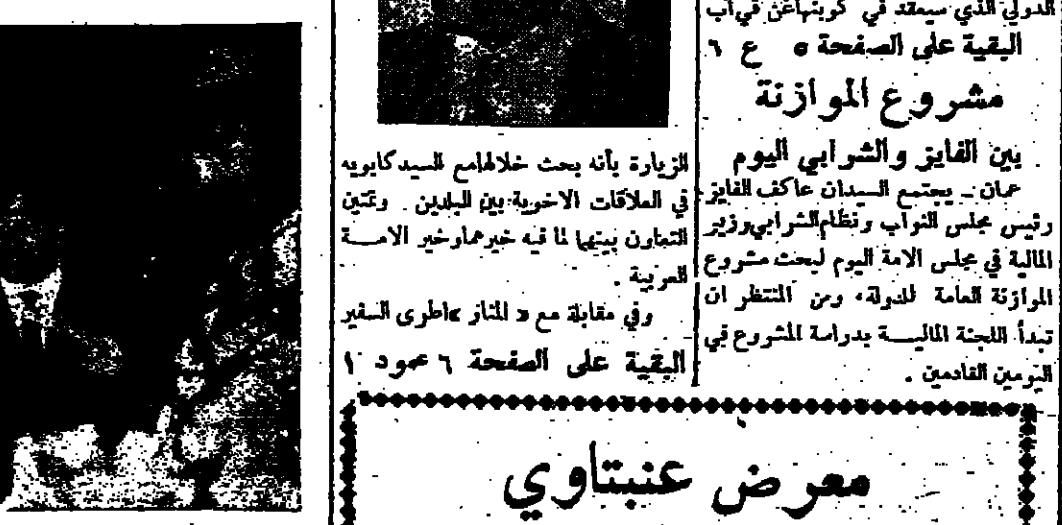 الدولي الذي سيعقد في كوبنهاغن في آب
البقية على الصفحة ٥ ع ٦
مشروع الموازنة
بين الفايز والشرابي اليوم
عمان - يجتمع السيدان عاكف الفايز
رئيس مجلس النواب ونظام الشرابي وزير
المالية في مجلس الامة اليوم لبحث مشروع
الموازنة العامة للدولة، ومن المنتظر ان
تبدأ اللجنة الماليــة بدراسة المشروع في
اليومين القادمين .
الزيارة بأنه بحث خلالها مع السيد كابويه
في العلاقات الاخوية بين البلدين . وتمتين
التعاون بينهما لما فيه خيرهما وخير الامــة
العربية .
وفي مقابلة مع « المنار » اطرى السفير
البقية على الصفحة ٦ عمود ١
معرض عنبتاوي